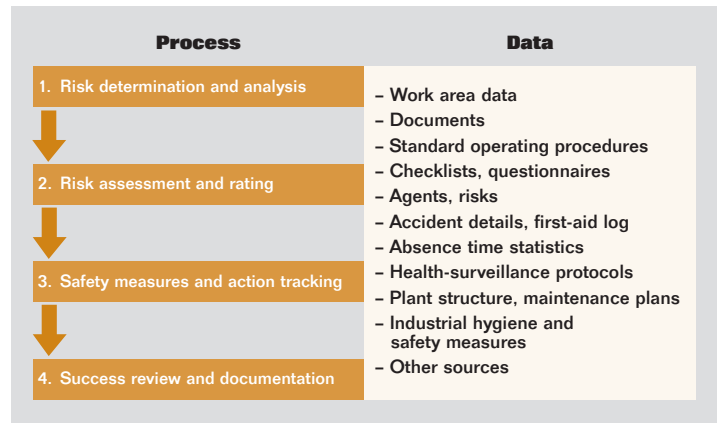 Process
1. Risk determination and analysis
2. Risk assessment and rating
3. Safety measures and action tracking
4. Success review and documentation
Data
– Work area data
– Documents
– Standard operating procedures
– Checklists, questionnaires
– Agents, risks
– Accident details, first-aid log
– Absence time statistics
– Health-surveillance protocols
– Plant structure, maintenance plans
– Industrial hygiene and
safety measures
– Other sources